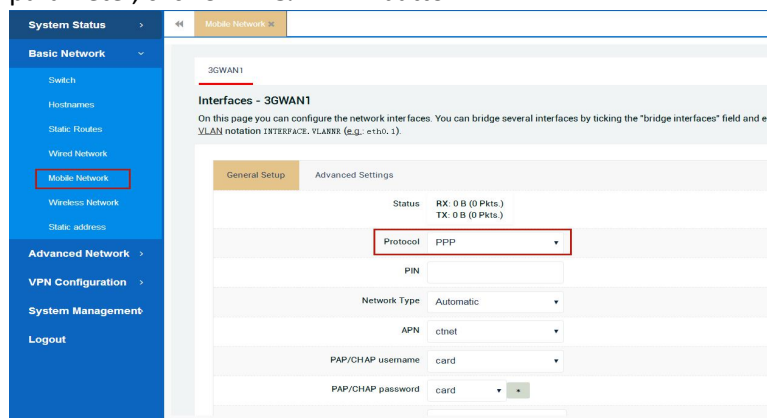 System Status
Mobile Network
Basic Network
Switch
Hostnames
Static Routes
Wired Network
Mobile Network
Wireless Network
Static address
Advanced Network
VPN Configuration
System Management
Logout
3GWAN1
Interfaces - 3GWAN1
On this page you can configure the network interfaces. You can bridge several interfaces by ticking the "bridge interfaces" field and e
VLAN notation INTERFACE.VLANNR (e.g.: eth0.1).
General Setup Advanced Settings
Status RX: 0 B (0 Pkts.)
TX: 0 B (0 Pkts.)
Protocol PPP
PIN
Network Type Automatic
APN ctnet
PAP/CHAP username card
PAP/CHAP password card *